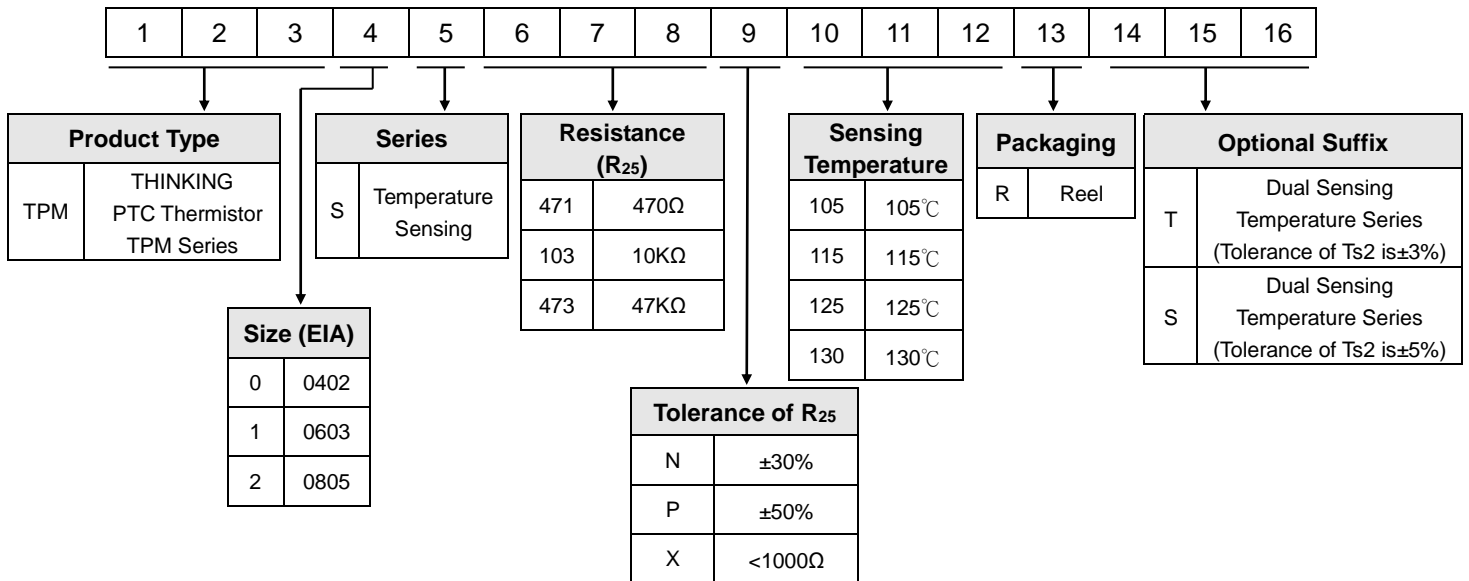 1 2 3 4 5 6 7 8 9 10 11 12 13 14 15 16
Product Type
TPM
THINKING
PTC Thermistor
TPM Series
Size (EIA)
0 0402
1 0603
2 0805
Series
S
Temperature
Sensing
Resistance
(R25)
471 470Ω
103 10KΩ
473 47KΩ
Tolerance of R25
N ±30%
P ±50%
X <1000Ω
Sensing
Temperature
105 105℃
115 115℃
125 125℃
130 130℃
Packaging
R Reel
Optional Suffix
T
Dual Sensing
Temperature Series
(Tolerance of Ts2 is±3%)
S
Dual Sensing
Temperature Series
(Tolerance of Ts2 is±5%)